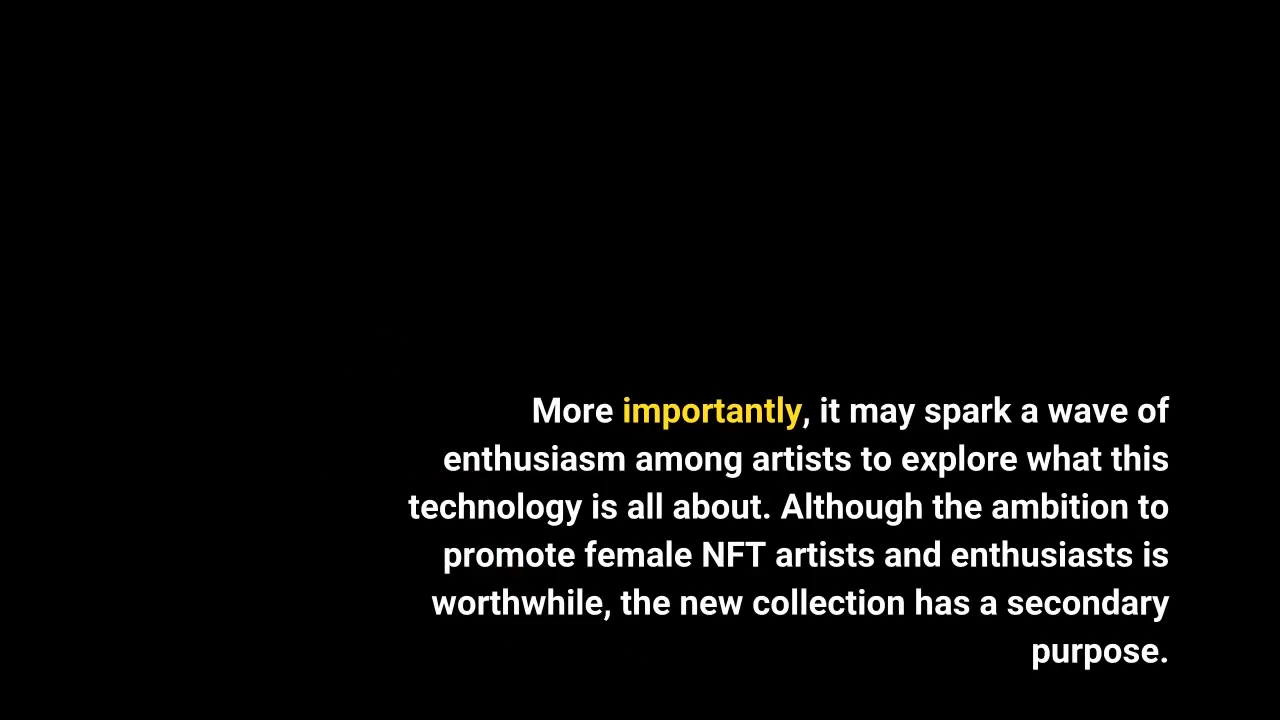 More importantly, it may spark a wave of
enthusiasm among artists to explore what this
technology is all about. Although the ambition to
promote female NFT artists and enthusiasts is
worthwhile, the new collection has a secondary
purpose.